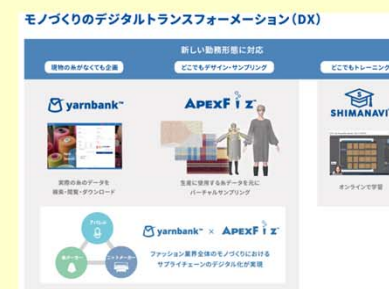 モノづくりのデジタルトランスフォーメーション(DX)
新しい勤務形態に対応
現物の糸がなくても企画
どこでもデザイン・サンプリング
どこでもトレーニング
yarnbank™
APEXFiz
SHIMANAVI
実際の糸のデータを
検索・閲覧・ダウンロード
生産に使用する糸データを元に
バーチャルサンプリング
オンラインで学習
アパレル
糸メーカー
ニットメーカー
yarnbank™ × APEXFiz
ファッション業界全体のモノづくりにおける
サプライチェーンのデジタル化が実現